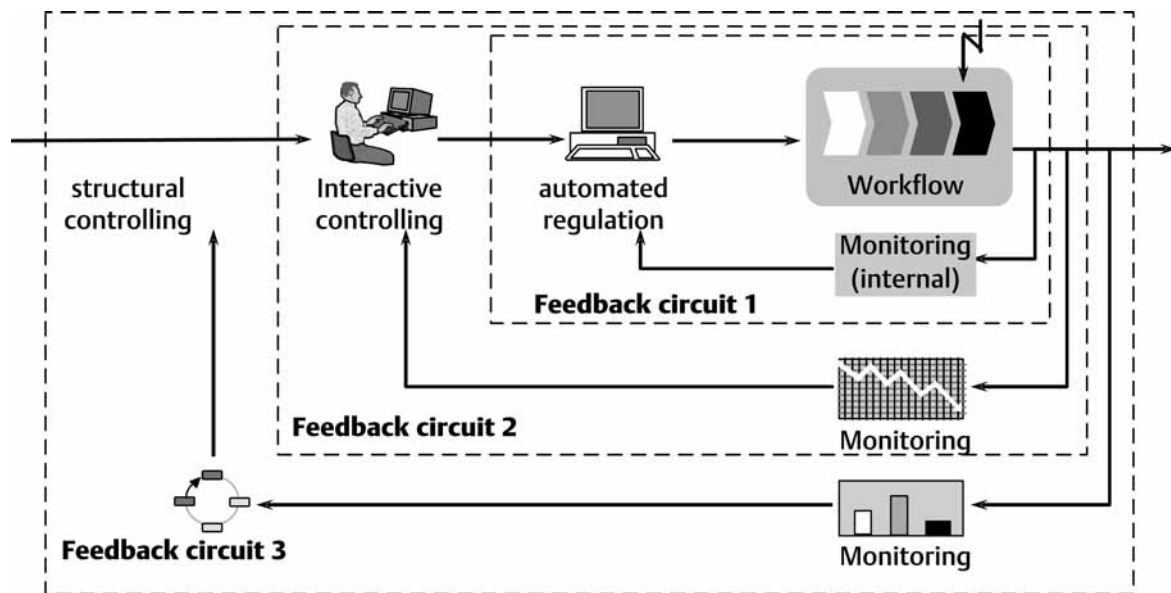 structural
controlling
Interactive
controlling
automated
regulation
Workflow
Monitoring
(internal)
Feedback circuit 1
Feedback circuit 2
Monitoring
Feedback circuit 3
Monitoring